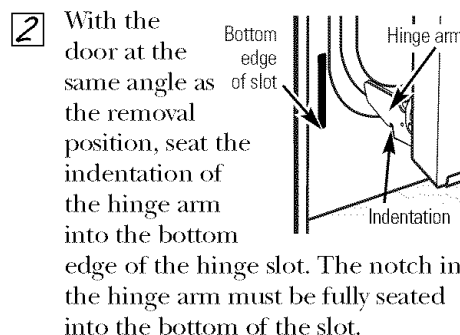 2
With the
door at the
same angle as
the removal
position, seat the
indentation of
the hinge arm
into the bottom
edge of the hinge slot. The notch in
the hinge arm must be fully seated
into the bottom of the slot.
Bottom
edge
of slot
Hinge arm
Indentation